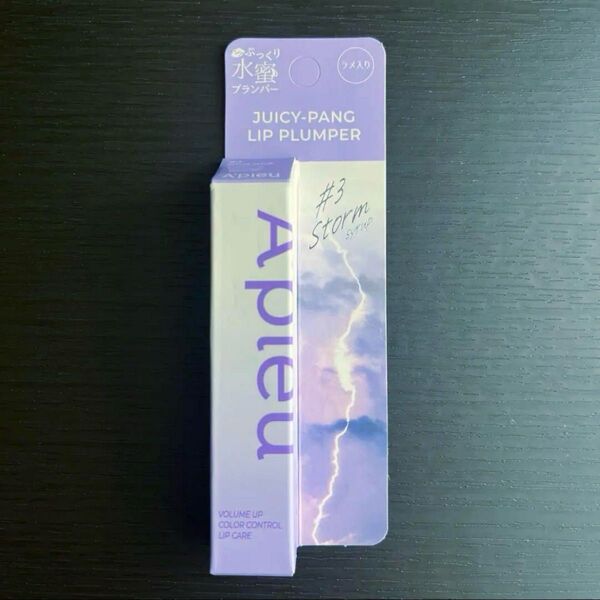 ぷっくり
水蜜
プランパー
ラメ入り
JUICY-PANG
LIP PLUMPER
#3
Storm
syrup
Apieu
VOLUME UP
COLOR CONTROL
LIP CARE